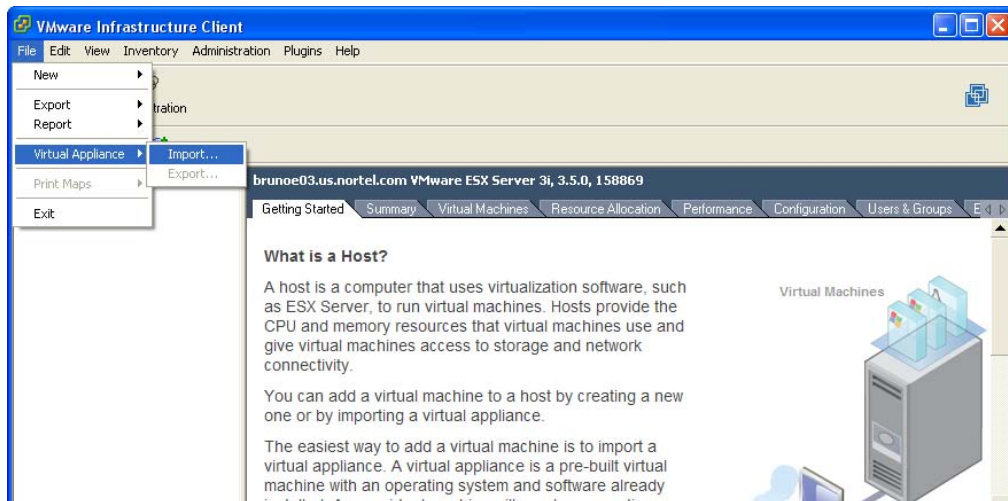 VMware Infrastructure Client
File Edit View Inventory Administration Plugins Help
New
Export
tration
Report
Virtual Appliance
Import...
Print Maps
Export...
Exit
brunoe03.us.nortel.com VMware ESX Server 3i, 3.5.0, 158869
Getting Started Summary Virtual Machines Resource Allocation Performance Configuration Users & Groups E
What is a Host?
A host is a computer that uses virtualization software, such
as ESX Server, to run virtual machines. Hosts provide the
CPU and memory resources that virtual machines use and
give virtual machines access to storage and network
connectivity.
You can add a virtual machine to a host by creating a new
one or by importing a virtual appliance.
The easiest way to add a virtual machine is to import a
virtual appliance. A virtual appliance is a pre-built virtual
machine with an operating system and software already
Virtual Machines